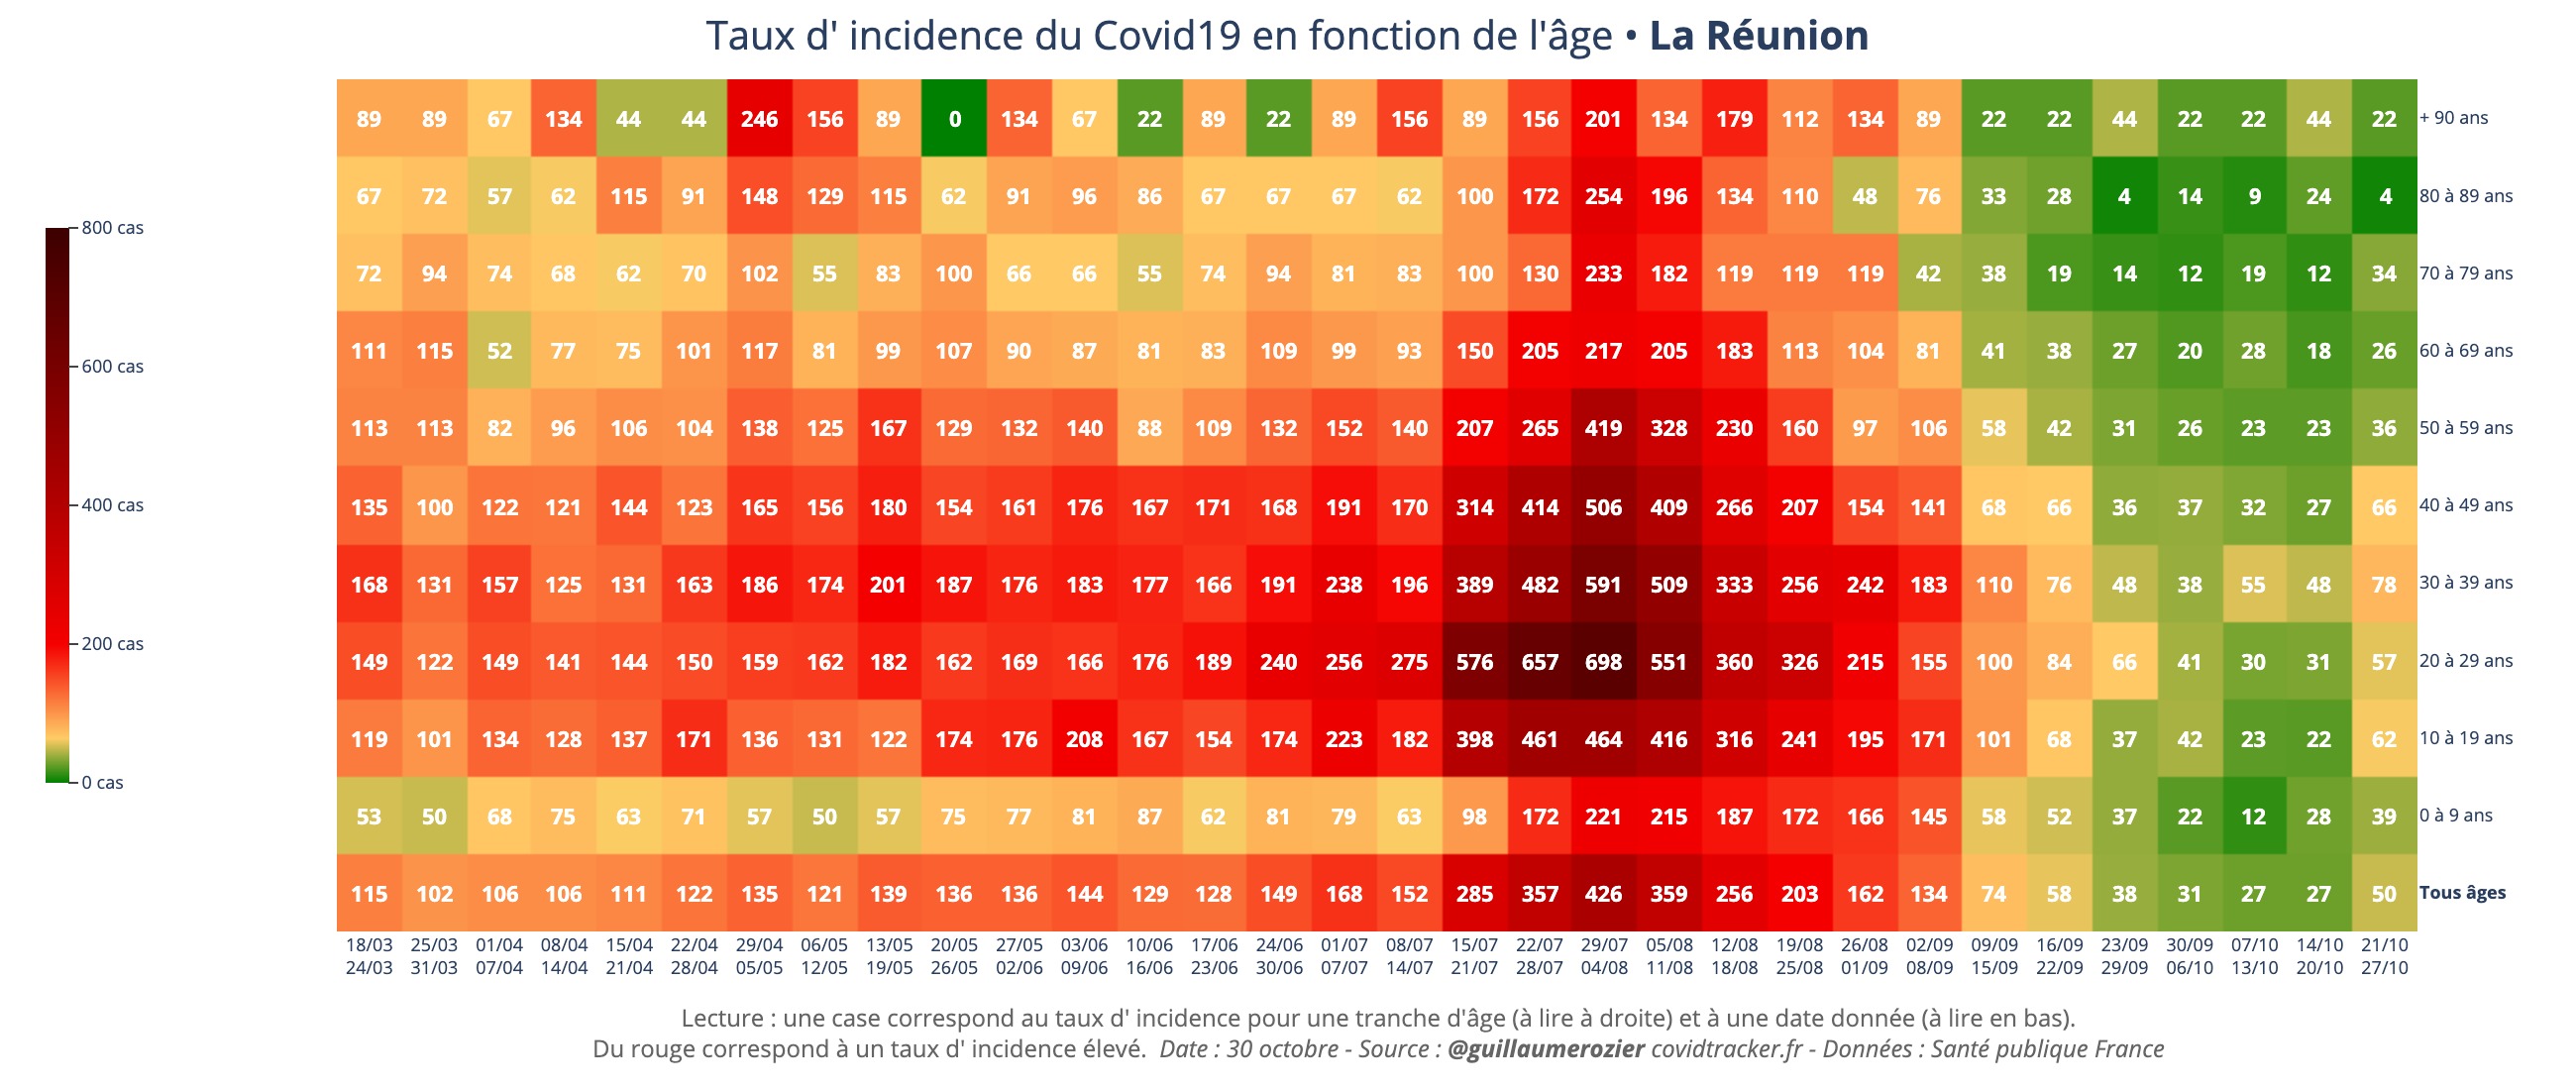 Taux d' incidence du Covid19 en fonction de l'âge • La Réunion
89 89 67 134 44 44 246 156 89 0 134 67 22 89 22 89 156 89 156 201 134 179 112 134 89 22 22 44 22 22 44 22 + 90 ans
67 72 57 62 115 91 148 129 115 62 91 96 86 67 67 67 62 100 172 254 196 134 110 48 76 33 28 4 14 9 24 4 80 à 89 ans
800 cas
72 94 74 68 62 70 102 55 83 100 66 66 55 74 94 81 83 100 130 233 182 119 119 119 42 38 19 14 12 19 12 34 70 à 79 ans
111 115 52 77 75 101 117 81 99 107 90 87 81 83 109 99 93 150 205 217 205 183 113 104 81 41 38 27 20 28 18 26 60 à 69 ans
600 cas
113 113 82 96 106 104 138 125 167 129 132 140 88 109 132 152 140 207 265 419 328 230 160 97 106 58 42 31 26 23 23 36 50 à 59 ans
400 cas
135 100 122 121 144 123 165 156 180 154 161 176 167 171 168 191 170 314 414 506 409 266 207 154 141 68 66 36 37 32 27 66 40 à 49 ans
168 131 157 125 131 163 186 174 201 187 176 183 177 166 191 238 196 389 482 591 509 333 256 242 183 110 76 48 38 55 48 78 30 à 39 ans
200 cas
149 122 149 141 144 150 159 162 182 162 169 166 176 189 240 256 275 576 657 698 551 360 326 215 155 100 84 66 41 30 31 57 20 à 29 ans
119 101 134 128 137 171 136 131 122 174 176 208 167 154 174 223 182 398 461 464 416 316 241 195 171 101 68 37 42 23 22 62 10 à 19 ans
0 cas
53 50 68 75 63 71 57 50 57 75 77 81 87 62 81 79 63 98 172 221 215 187 172 166 145 58 52 37 22 12 28 39 0 à 9 ans
115 102 106 106 111 122 135 121 139 136 136 144 129 128 149 168 152 285 357 426 359 256 203 162 134 74 58 38 31 27 27 50 Tous âges
18/03 25/03 01/04 08/04 15/04 22/04 29/04 06/05 13/05 20/05 27/05 03/06 10/06 17/06 24/06 01/07 08/07 15/07 22/07 29/07 05/08 12/08 19/08 26/08 02/09 09/09 16/09 23/09 30/09 07/10 14/10 21/10
24/03 31/03 07/04 14/04 21/04 28/04 05/05 12/05 19/05 26/05 02/06 09/06 16/06 23/06 30/06 07/07 14/07 21/07 28/07 04/08 11/08 18/08 25/08 01/09 08/09 15/09 22/09 29/09 06/10 13/10 20/10 27/10
Lecture : une case correspond au taux d' incidence pour une tranche d'âge (à lire à droite) et à une date donnée (à lire en bas).
Du rouge correspond à un taux d' incidence élevé. Date : 30 octobre - Source : @guillaumerozier covidtracker.fr - Données : Santé publique France